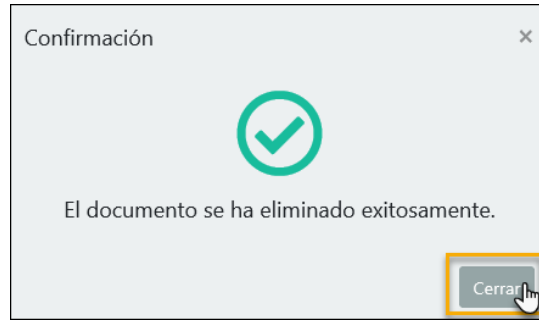 Confirmación
×
El documento se ha eliminado exitosamente.
Cerrar